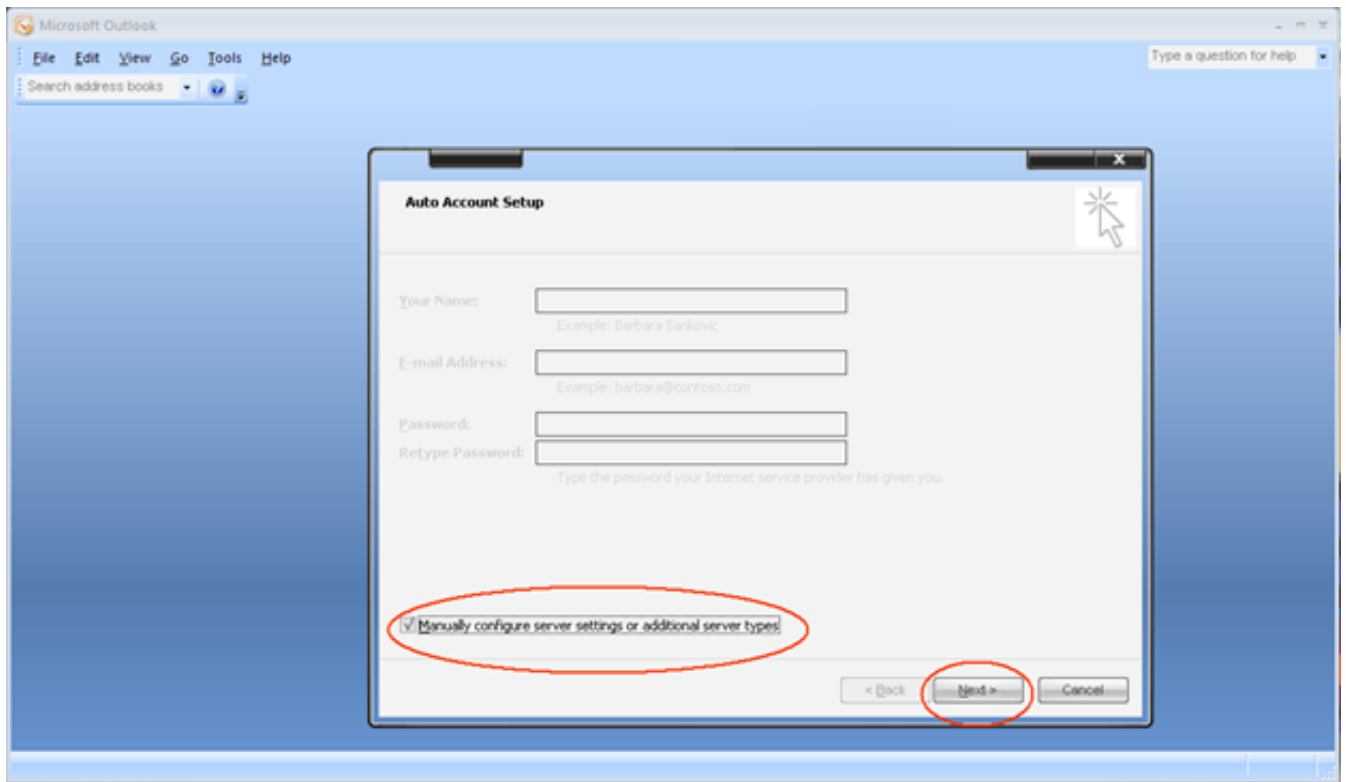 Microsoft Outlook
File Edit View Go Tools Help
Type a question for help
Search address books
X
Auto Account Setup
Your Name:
Example: Barbara Sankovic
E-mail Address:
Example: barbara@contoso.com
Password:
Retype Password:
Type the password your Internet service provider has given you.
Manually configure server settings or additional server types
< Back Next > Cancel